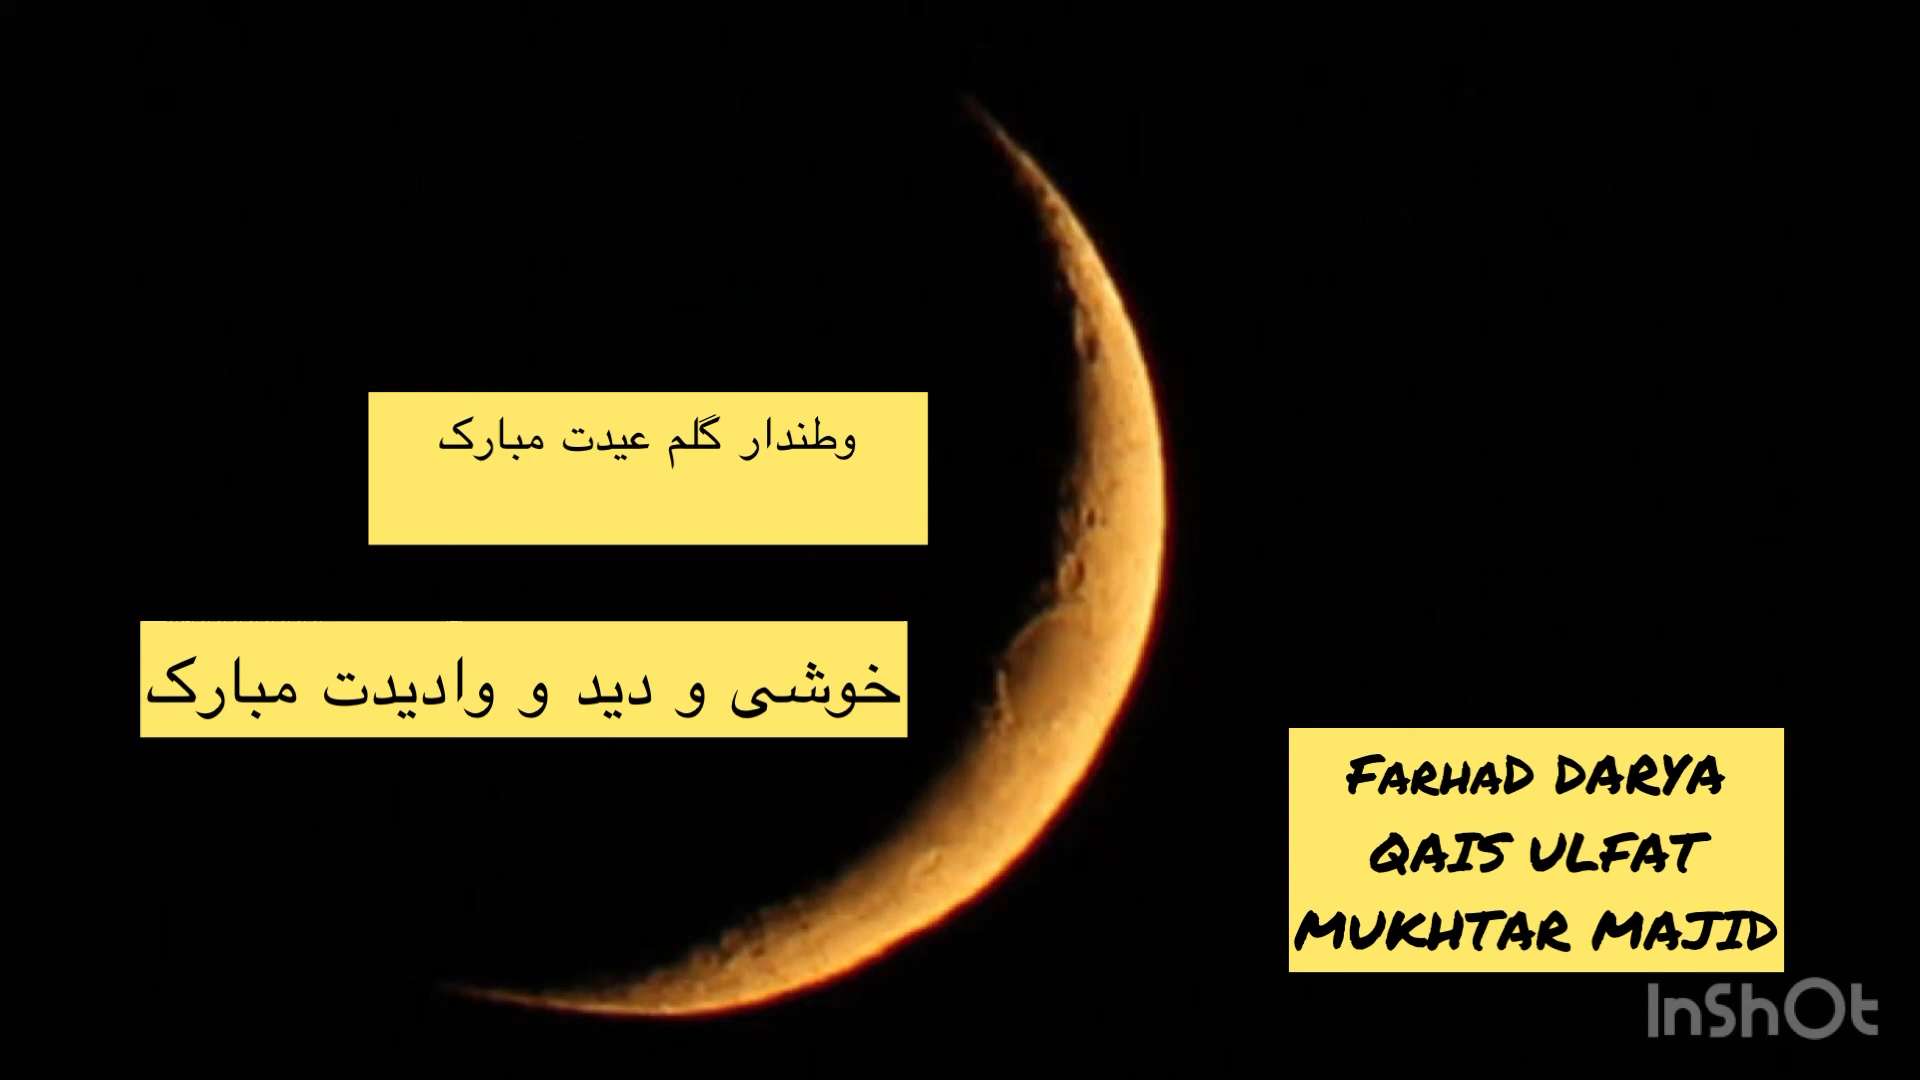 وطندار گلم عیدت مبارک
خوشی و دید و وادیدت مبارک
FARHAD DARYA
QAIS ULFAT
MUKHTAR MAJID
InShOt